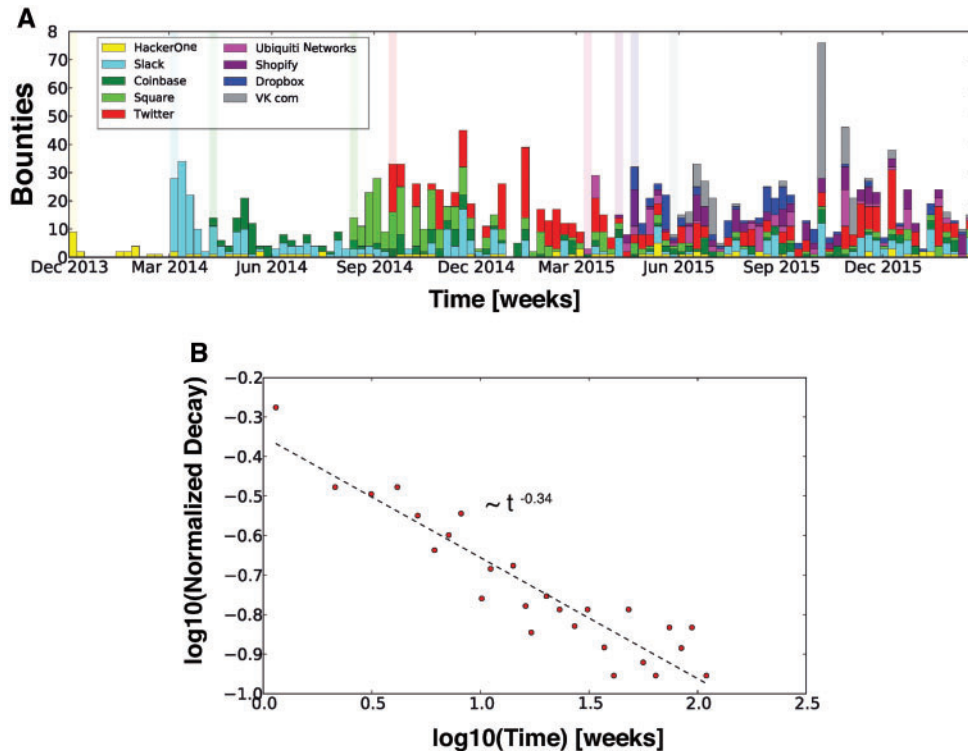 A
Bounties
8
70
60
50
40
30
20
10
0
HackerOne
Slack
Coinbase
Square
Twitter
Ubiquiti Networks
Shopify
Dropbox
VK com
Dec 2013 Mar 2014 Jun 2014 Sep 2014 Dec 2014 Mar 2015 Jun 2015 Sep 2015 Dec 2015
Time [weeks]
B
log10(Normalized Decay)
−0.2
−0.3
−0.4
−0.5
−0.6
−0.7
−0.8
−0.9
−1.0
~ t -0.34
0.0 0.5 1.0 1.5 2.0 2.5
log10(Time) [weeks]